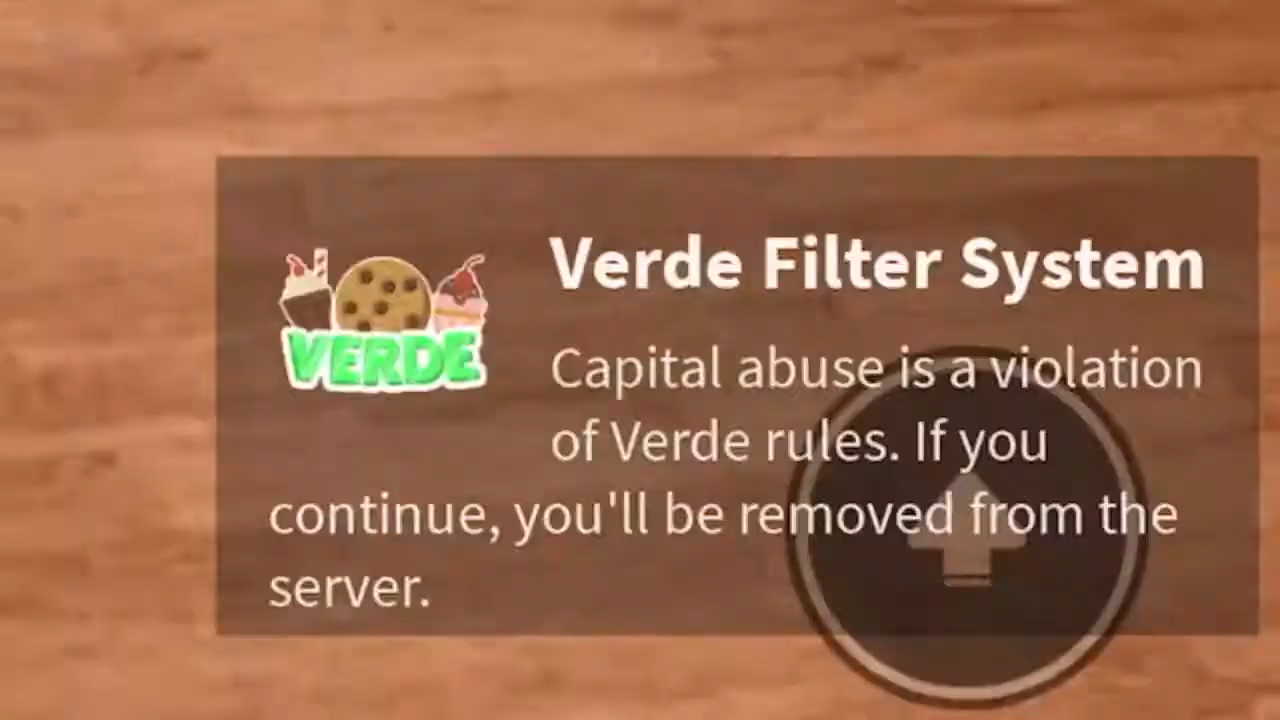 Verde Filter System
VERDE
Capital abuse is a violation
of Verde rules. If you
continue, you'll be removed from the
server.